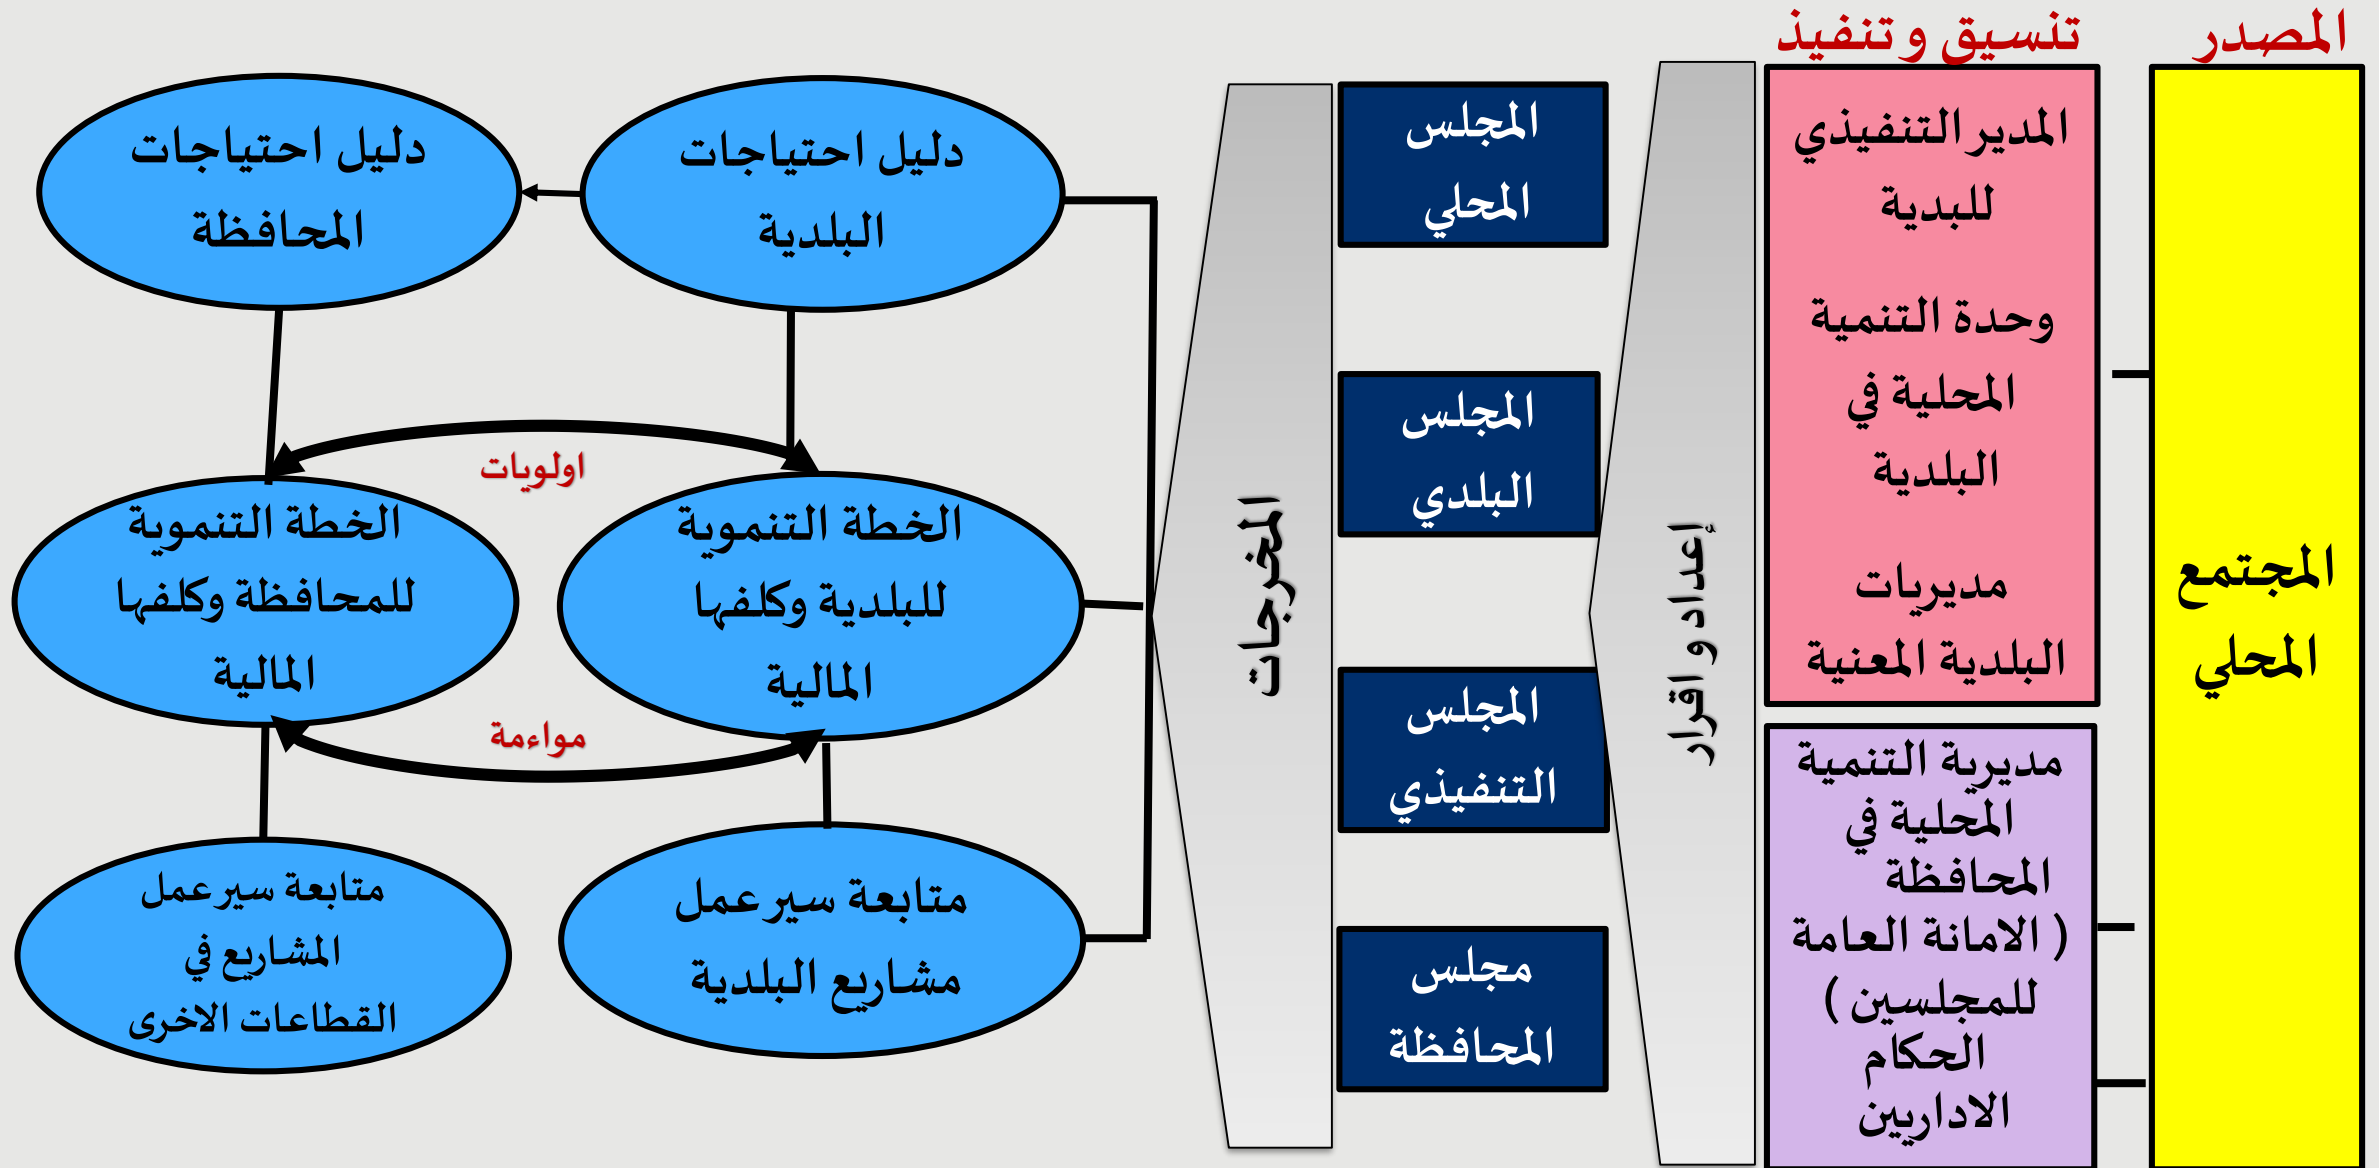 المصدر
المجتمع
المحلي
تنسيق وتنفيذ
المدير التنفيذي
للبدية
وحدة التنمية
المحلية في
البلدية
مديريات
البلدية المعنية
مديرية التنمية
المحلية في
المحافظة
( الامانة العامة
للمجلسين )
الحكام
الاداريين
إعداد و اقرار
المجلس
المحلي
المجلس
البلدي
المجلس
التنفيذي
مجلس
المحافظة
المخرجات
دليل احتياجات
البلدية
دليل احتياجات
المحافظة
اولويات
الخطة التنموية
للبلدية وكلفها
المالية
الخطة التنموية
للمحافظة وكلفها
المالية
مواءمة
متابعة سير عمل
مشاريع البلدية
متابعة سير عمل
المشاريع في
القطاعات الاخرى